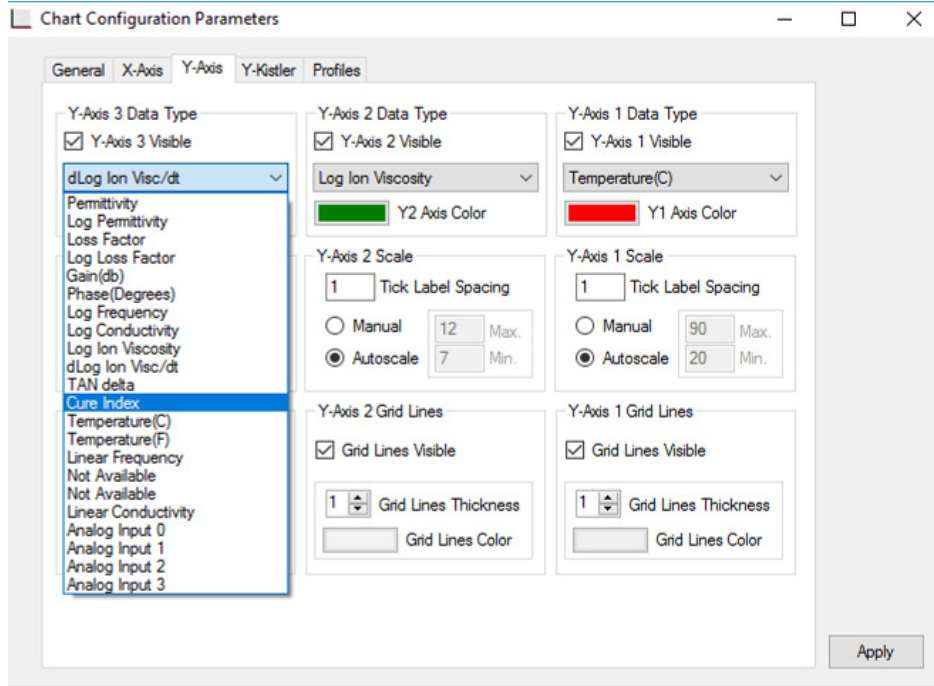 Chart Configuration Parameters
General X-Axis Y-Axis Y-Kistler Profiles
Y-Axis 3 Data Type
Y-Axis 3 Visible
dLog Ion Visc/dt
Permittivity
Log Permittivity
Loss Factor
Log Loss Factor
Gain(db)
Phase(Degrees)
Log Frequency
Log Conductivity
Log Ion Viscosity
dLog Ion Visc/dt
TAN delta
Cure Index
Temperature(C)
Temperature(F)
Linear Frequency
Not Available
Not Available
Linear Conductivity
Analog Input 0
Analog Input 1
Analog Input 2
Analog Input 3
Y-Axis 2 Data Type
Y-Axis 2 Visible
Log Ion Viscosity
Y2 Axis Color
Y-Axis 2 Scale
1 Tick Label Spacing
Manual 12 Max.
Autoscale 7 Min.
Y-Axis 2 Grid Lines
Grid Lines Visible
1 Grid Lines Thickness
Grid Lines Color
Y-Axis 1 Data Type
Y-Axis 1 Visible
Temperature(C)
Y1 Axis Color
Y-Axis 1 Scale
1 Tick Label Spacing
Manual 90 Max.
Autoscale 20 Min.
Y-Axis 1 Grid Lines
Grid Lines Visible
1 Grid Lines Thickness
Grid Lines Color
Apply